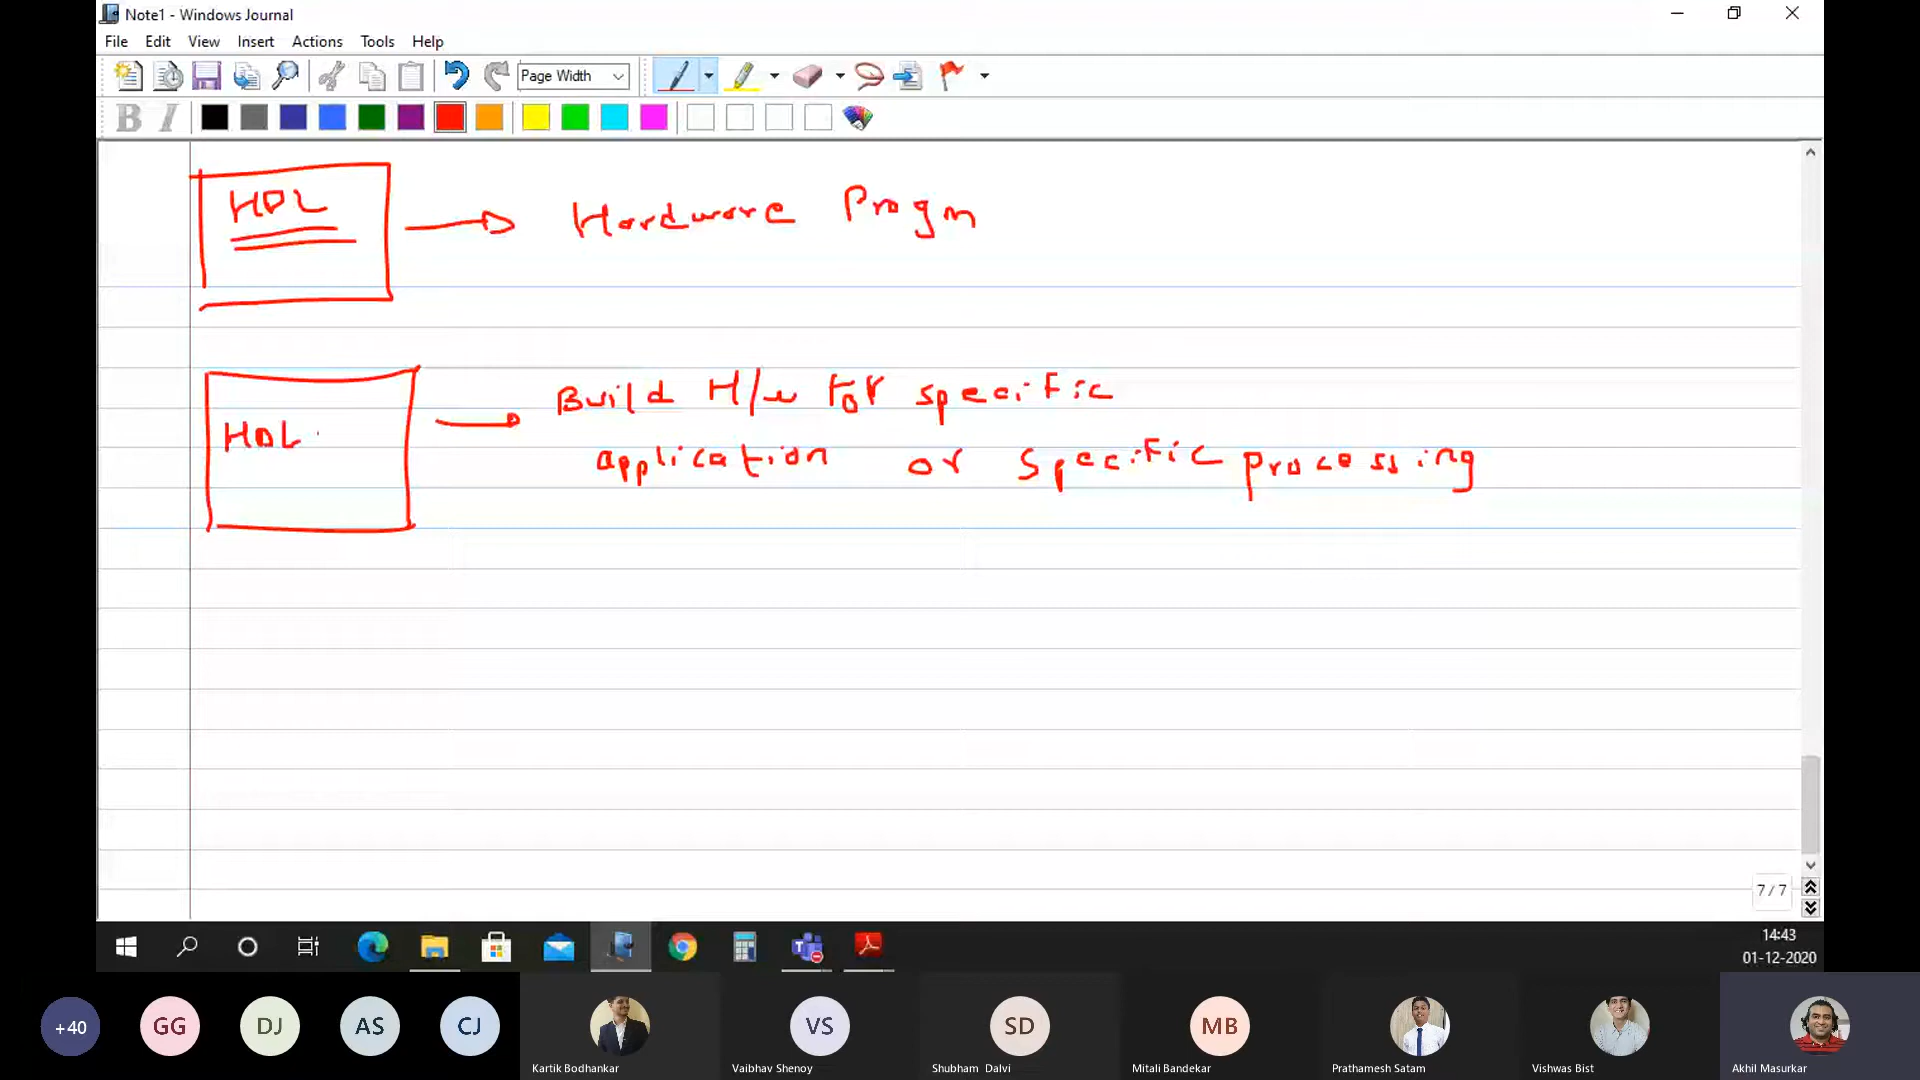 Note1 - Windows Journal
File Edit View Insert Actions Tools Help
Page Width
B I
HDL
Hardware Progm
HDL
Build H/w for specific
application or specific processing
7 / 7
14:43
01-12-2020
+40 GG DJ AS CJ VS SD MB
Kartik Bodhankar Vaibhav Shenoy Shubham Dalvi Mitali Bandekar Prathamesh Satam Vishwas Bist Akhil Masurkar